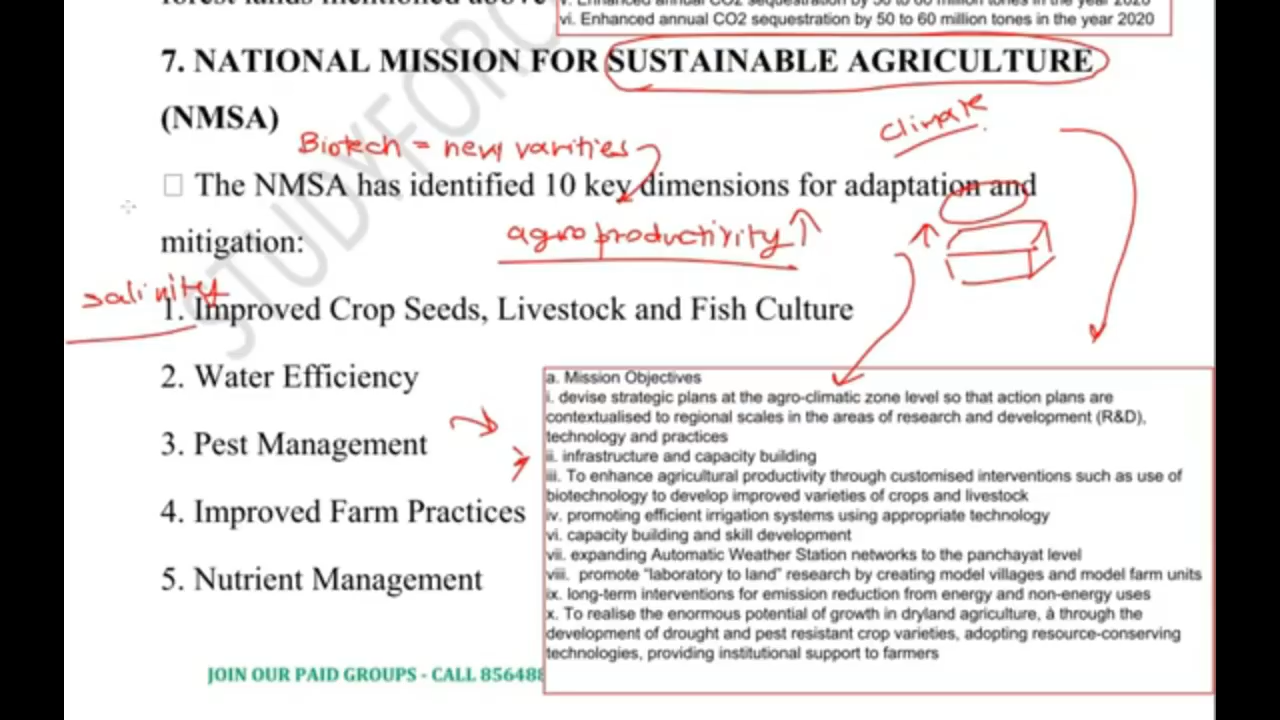 vi. Enhanced annual CO2 sequestration by 50 to 60 million tones in the year 2020
7. NATIONAL MISSION FOR SUSTAINABLE AGRICULTURE
(NMSA)
climate
Biotech = new varities
The NMSA has identified 10 key dimensions for adaptation and
mitigation:
agro productivity ↑
salinity
1. Improved Crop Seeds, Livestock and Fish Culture
2. Water Efficiency
3. Pest Management
4. Improved Farm Practices
5. Nutrient Management
a. Mission Objectives
i. devise strategic plans at the agro-climatic zone level so that action plans are
contextualised to regional scales in the areas of research and development (R&D),
technology and practices
ii. infrastructure and capacity building
iii. To enhance agricultural productivity through customised interventions such as use of
biotechnology to develop improved varieties of crops and livestock
iv. promoting efficient irrigation systems using appropriate technology
vi. capacity building and skill development
vii. expanding Automatic Weather Station networks to the panchayat level
viii. promote “laboratory to land” research by creating model villages and model farm units
ix. long-term interventions for emission reduction from energy and non-energy uses
x. To realise the enormous potential of growth in dryland agriculture, à through the
development of drought and pest resistant crop varieties, adopting resource-conserving
technologies, providing institutional support to farmers
JOIN OUR PAID GROUPS - CALL 856488
STUDYFORC